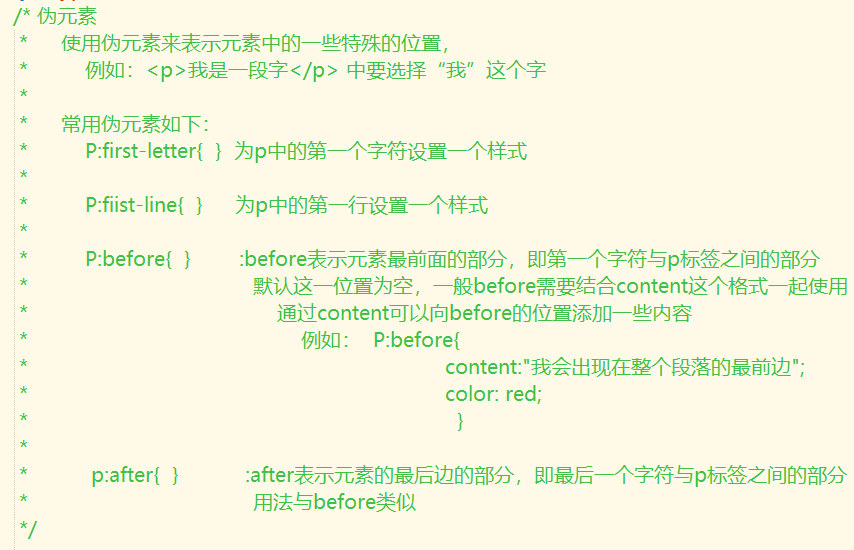 /* 伪元素
* 使用伪元素来表示元素中的一些特殊的位置，
* 例如：<p>我是一段字</p> 中要选择“我”这个字
*
* 常用伪元素如下：
* P:first-letter{ } 为p中的第一个字符设置一个样式
*
* P:fiist-line{ } 为p中的第一行设置一个样式
*
* P:before{ } :before表示元素最前面的部分，即第一个字符与p标签之间的部分
* 默认这一位置为空，一般before需要结合content这个格式一起使用
* 通过content可以向before的位置添加一些内容
* 例如： P:before{
* content:"我会出现在整个段落的最前边";
* color: red;
* }
*
* p:after{ } :after表示元素的最后边的部分，即最后一个字符与p标签之间的部分
* 用法与before类似
*/